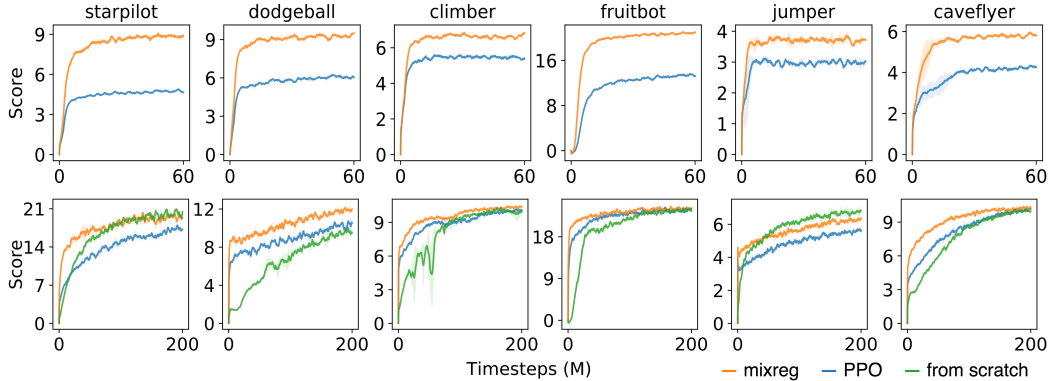 starpilot dodgeball climber fruitbot jumper caveflyer
Score
9 6 3 0
0 60
9 6 3 0
0 60
6 4 2 0
0 60
16 8 0
0 60
4 3 2 1 0
0 60
6 4 2 0
0 60
Score
21 14 7 0
0 200
12 8 4 0
0 200
9 6 3 0
0 200
18 9 0
0 200
6 4 2 0
0 200
9 6 3 0
0 200
Timesteps (M)
mixreg PPO from scratch